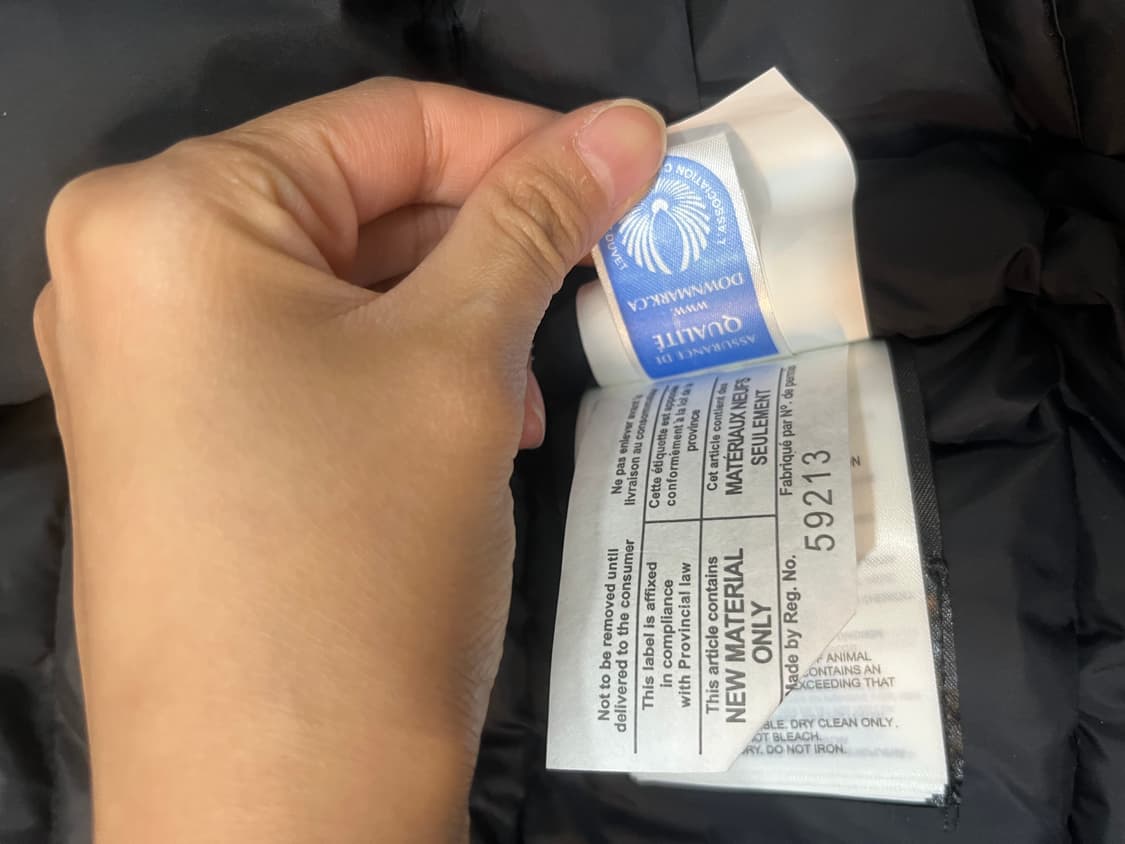 Not to be removed until
delivered to the consumer
Ne pas enlever avant
livraison au consommateur
This label is affixed
in compliance
with Provincial law
Cette étiquette est apposée
conformément à la loi de la
province
This article contains
NEW MATERIAL
ONLY
Cet article contient des
MATÉRIAUX NEUFS
SEULEMENT
Made by Reg. No.
Fabriqué par Nº. de permis
59213
ASSURANCE DE
QUALITÉ
WWW.
DOWNMARK.CA
DUVET
L'ASSOCIATION
ANIMAL
CONTAINS AN
EXCEEDING THAT
DRY CLEAN ONLY.
BLEACH.
DO NOT IRON.